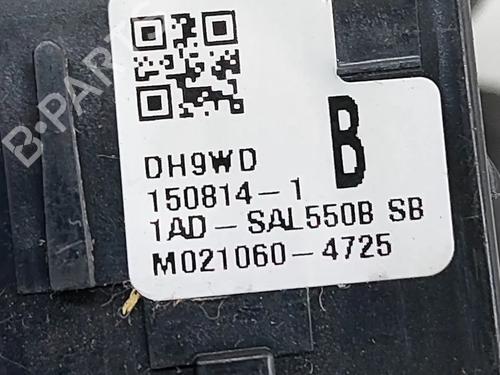 B-PARTS
B
DH9WD
150814-1
1AD-SAL550B SB
M021060-4725